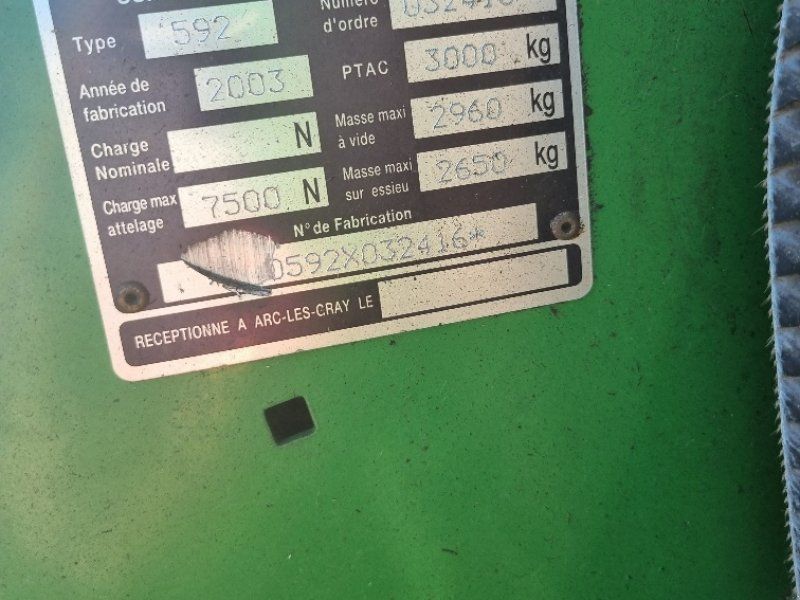 Type 592
Numéro d'ordre
Année de fabrication 2003
PTAC 3000 kg
Charge Nominale N
Masse maxi à vide 2960 kg
Charge max attelage 7500 N
Masse maxi sur essieu 2650 kg
N° de Fabrication
0592X032416*
RECEPTIONNE A ARC-LES-CRAY LE